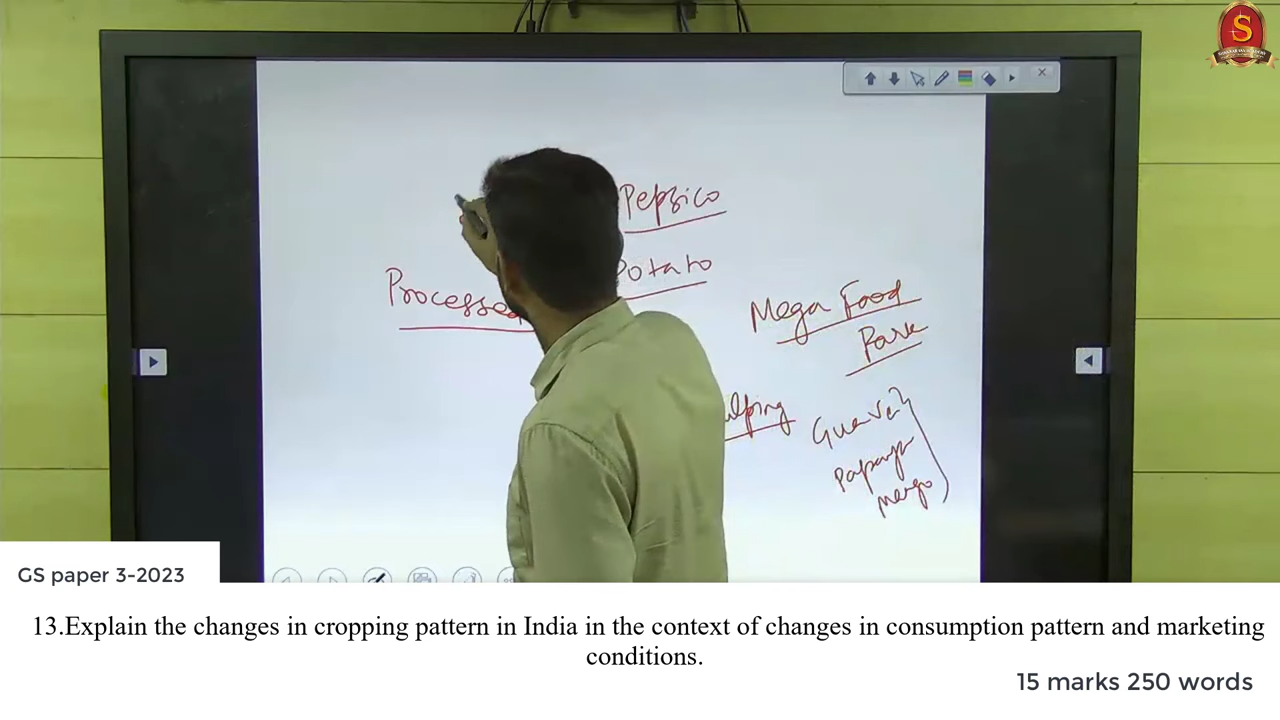 S
Pepsico
Potato
Processed
Mega Food
Park
Guava
Papaya
mango
GS paper 3-2023
13.Explain the changes in cropping pattern in India in the context of changes in consumption pattern and marketing
conditions.
15 marks 250 words